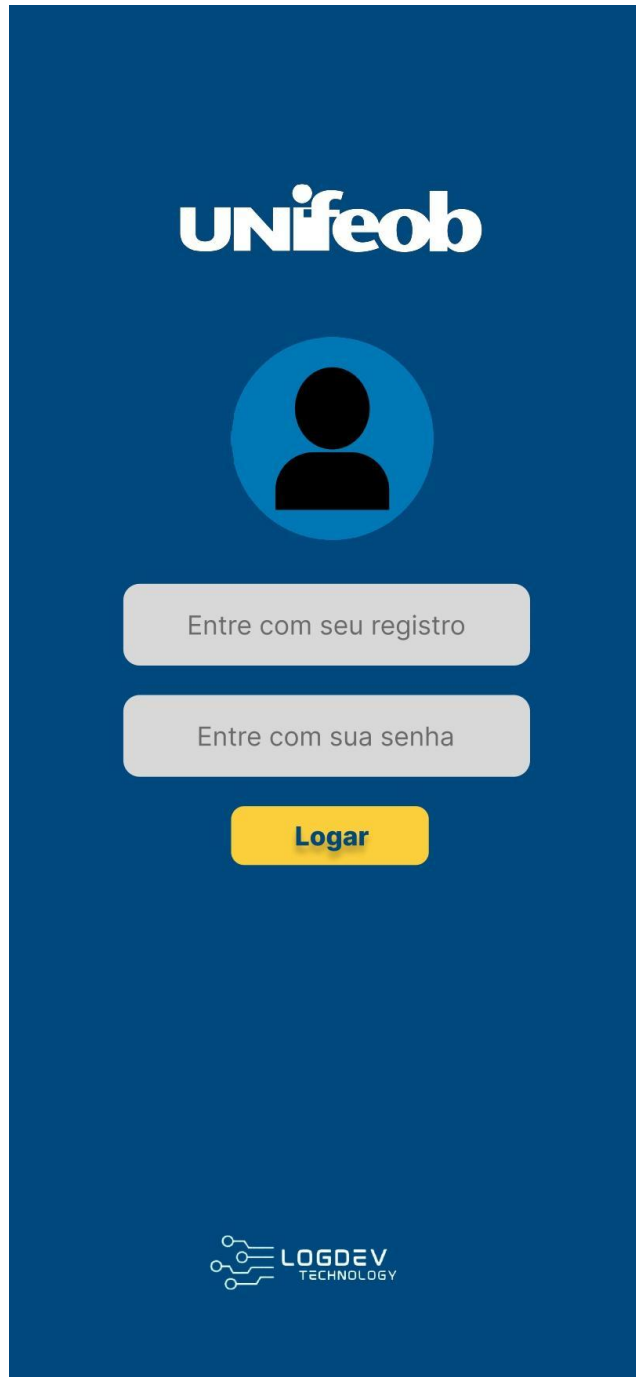 UNifeob
Entre com seu registro
Entre com sua senha
Logar
LOGDEV
TECHNOLOGY